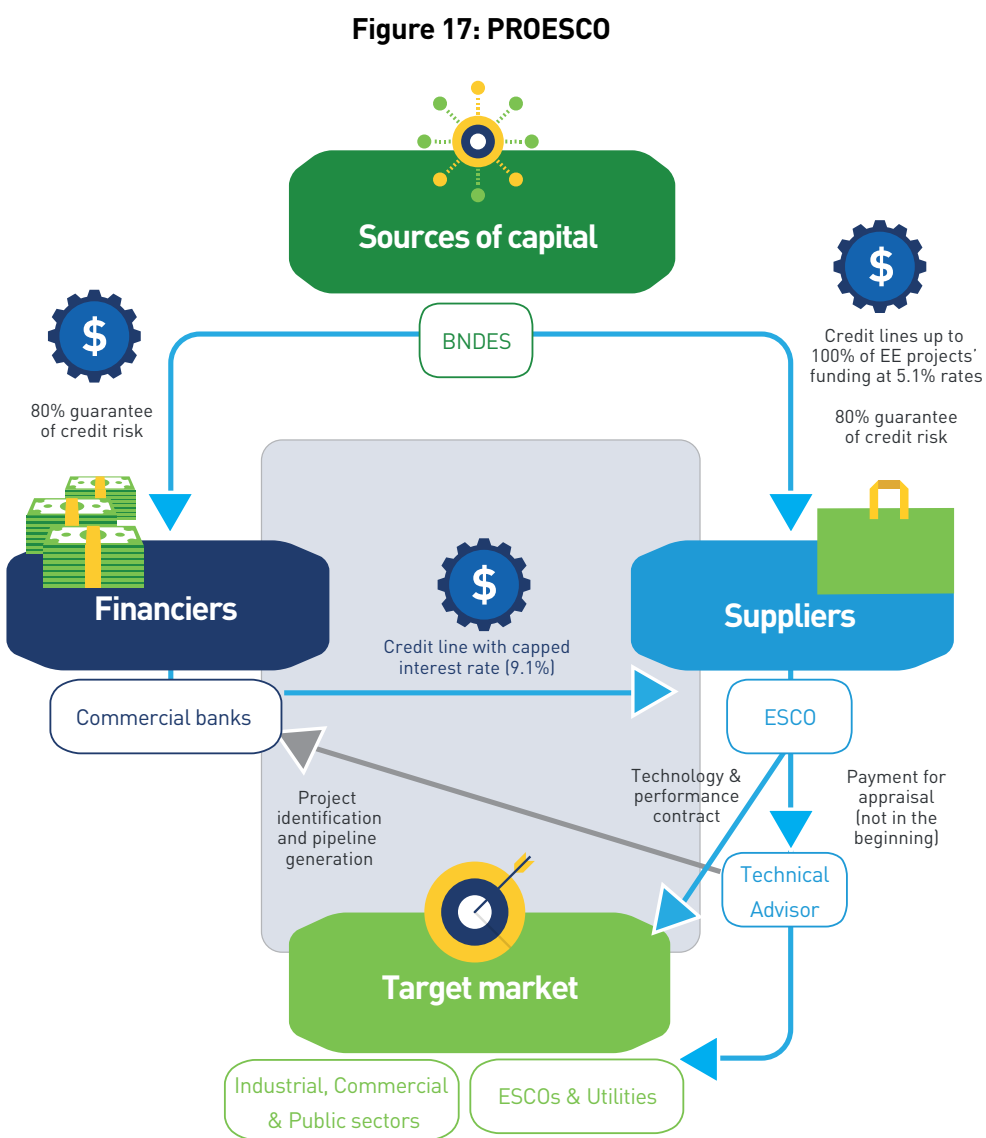 Figure 17: PROESCO
Sources of capital
$
$
BNDES
Credit lines up to
100% of EE projects’
funding at 5.1% rates
80% guarantee
of credit risk
80% guarantee
of credit risk
$
Financiers
Suppliers
Credit line with capped
interest rate (9.1%)
Commercial banks
ESCO
Technology &
performance
contract
Payment for
appraisal
(not in the
beginning)
Project
identification
and pipeline
generation
Technical
Advisor
Target market
Industrial, Commercial
& Public sectors
ESCOs & Utilities